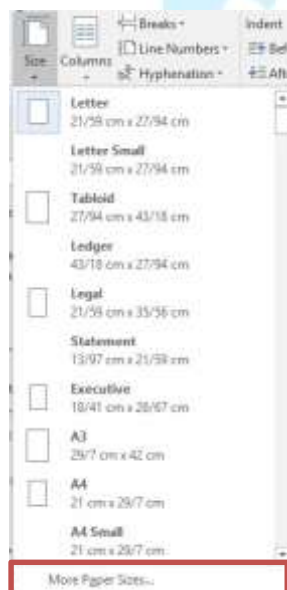 Breaks
Indent
Line Numbers
Size
Columns
Hyphenation
Letter
21/59 cm x 27/94 cm
Letter Small
21/59 cm x 27/94 cm
Tabloid
27/94 cm x 43/18 cm
Ledger
43/18 cm x 27/94 cm
Legal
21/59 cm x 35/56 cm
Statement
13/97 cm x 21/59 cm
Executive
18/41 cm x 26/67 cm
A3
29/7 cm x 42 cm
A4
21 cm x 29/7 cm
A4 Small
21 cm x 29/7 cm
More Paper Sizes...